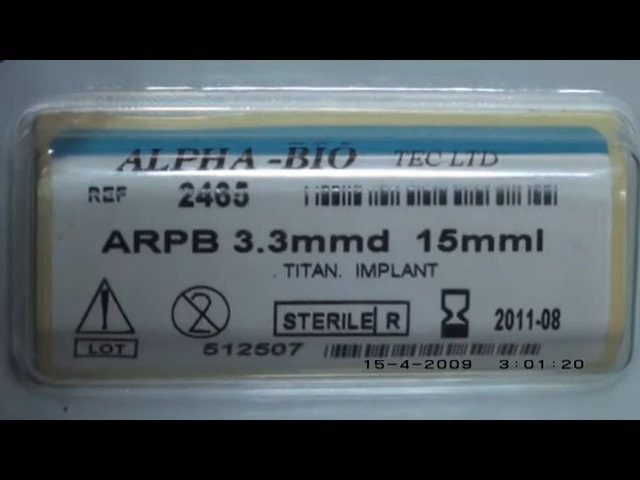 ALPHA-BIO TEC LTD
REF 2465
ARPB 3.3mmd 15mml
TITAN. IMPLANT
2 STERILE R 2011-08
LOT 512507
15-4-2009 3:01:20